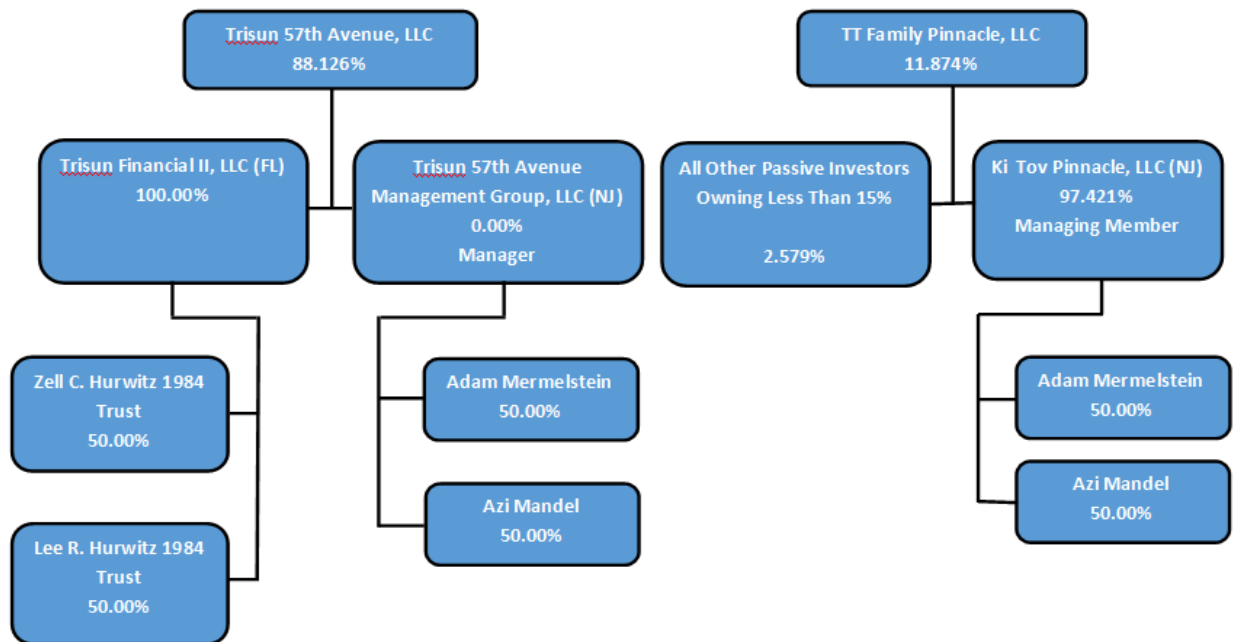 Trisun 57th Avenue, LLC
88.126%
TT Family Pinnacle, LLC
11.874%
Trisun Financial II, LLC (FL)
100.00%
Trisun 57th Avenue
Management Group, LLC (NJ)
0.00%
Manager
All Other Passive Investors
Owning Less Than 15%
2.579%
Ki Tov Pinnacle, LLC (NJ)
97.421%
Managing Member
Zell C. Hurwitz 1984
Trust
50.00%
Adam Mermelstein
50.00%
Adam Mermelstein
50.00%
Lee R. Hurwitz 1984
Trust
50.00%
Azi Mandel
50.00%
Azi Mandel
50.00%